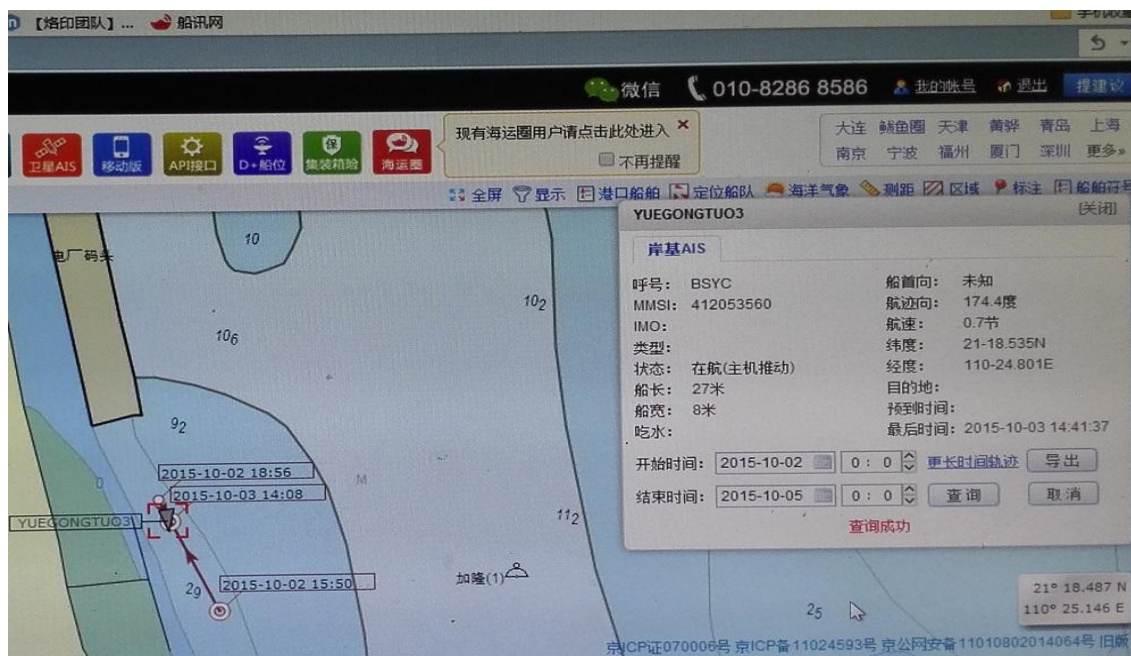 【烙印团队】... 船讯网
微信 010-8286 8586 我的帐号 退出 提建议
卫星AIS 移动版 API接口 D+船位 集装箱险 海运圈
现有海运圈用户请点击此处进入 ×
不再提醒
大连 鲅鱼圈 天津 黄骅 青岛 上海
南京 宁波 福州 厦门 深圳 更多»
全屏 显示 港口船舶 定位船队 海洋气象 测距 区域 标注 船舶符号
YUEGONGTUO3 [关闭]
岸基AIS
呼号: BSYC 船首向: 未知
MMSI: 412053560 航迹向: 174.4度
IMO: 航速: 0.7节
类型: 纬度: 21-18.535N
状态: 在航(主机推动) 经度: 110-24.801E
船长: 27米 目的地:
船宽: 8米 预到时间:
吃水: 最后时间: 2015-10-03 14:41:37
开始时间: 2015-10-02 0 : 0 更长时间轨迹 导出
结束时间: 2015-10-05 0 : 0 查询 取消
查询成功
电厂码头
10
10₂
10₆
9₂
0
M
2015-10-02 18:56
2015-10-03 14:08
YUEGONGTUO3
11₂
2₉
2015-10-02 15:50
加隆(1)
2₅
21° 18.487 N
110° 25.146 E
京ICP证070006号 京ICP备11024593号 京公网安备11010802014064号 旧版